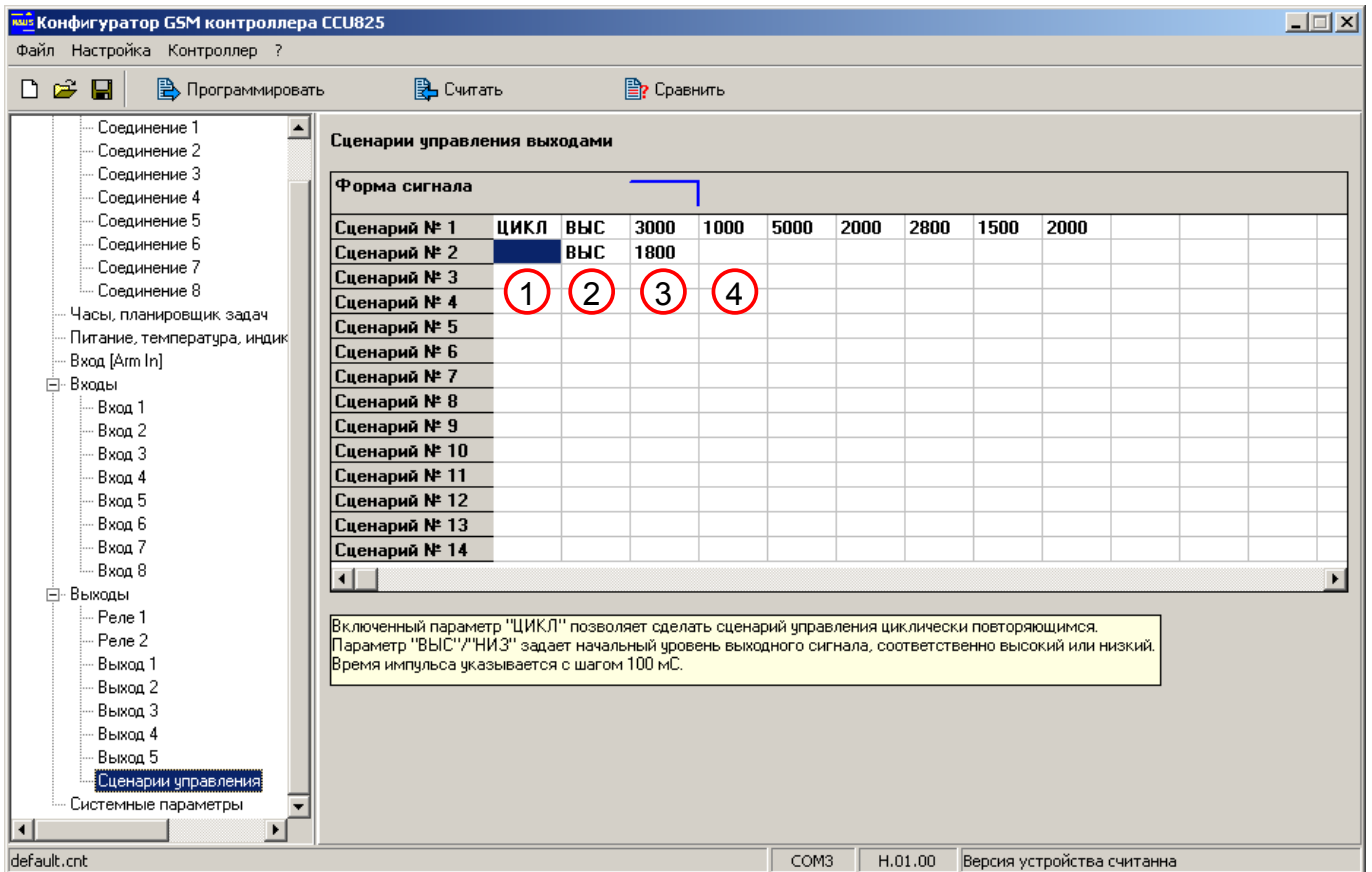 Конфигуратор GSM контроллера CCU825
Файл Настройка Контроллер ?
Программировать Считать Сравнить
Соединение 1
Соединение 2
Соединение 3
Соединение 4
Соединение 5
Соединение 6
Соединение 7
Соединение 8
Часы, планировщик задач
Питание, температура, индик
Вход [Arm In]
Входы
Вход 1
Вход 2
Вход 3
Вход 4
Вход 5
Вход 6
Вход 7
Вход 8
Выходы
Реле 1
Реле 2
Выход 1
Выход 2
Выход 3
Выход 4
Выход 5
Сценарии управления
Системные параметры
Сценарии управления выходами
Форма сигнала
Сценарий № 1 ЦИКЛ ВЫС 3000 1000 5000 2000 2800 1500 2000
Сценарий № 2 ВЫС 1800
Сценарий № 3
1 2 3 4
Сценарий № 4
Сценарий № 5
Сценарий № 6
Сценарий № 7
Сценарий № 8
Сценарий № 9
Сценарий № 10
Сценарий № 11
Сценарий № 12
Сценарий № 13
Сценарий № 14
Включенный параметр "ЦИКЛ" позволяет сделать сценарий управления циклически повторяющимся.
Параметр "ВЫС"/"НИЗ" задает начальный уровень выходного сигнала, соответственно высокий или низкий.
Время импульса указывается с шагом 100 мС.
default.cnt COM3 H.01.00 Версия устройства считанна